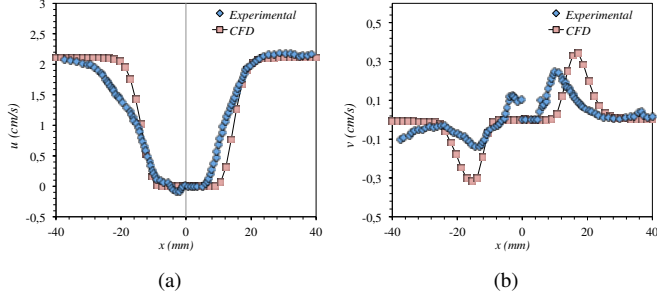 3
2,5
2
1,5
1
0,5
0
-0,5
-40
-20
0
20
40
u (cm/s)
x (mm)
Experimental
CFD
(a)
0,5
0,3
0,1
-0,1
-0,3
-0,5
-40
-20
0
20
40
v (cm/s)
x (mm)
Experimental
CFD
(b)